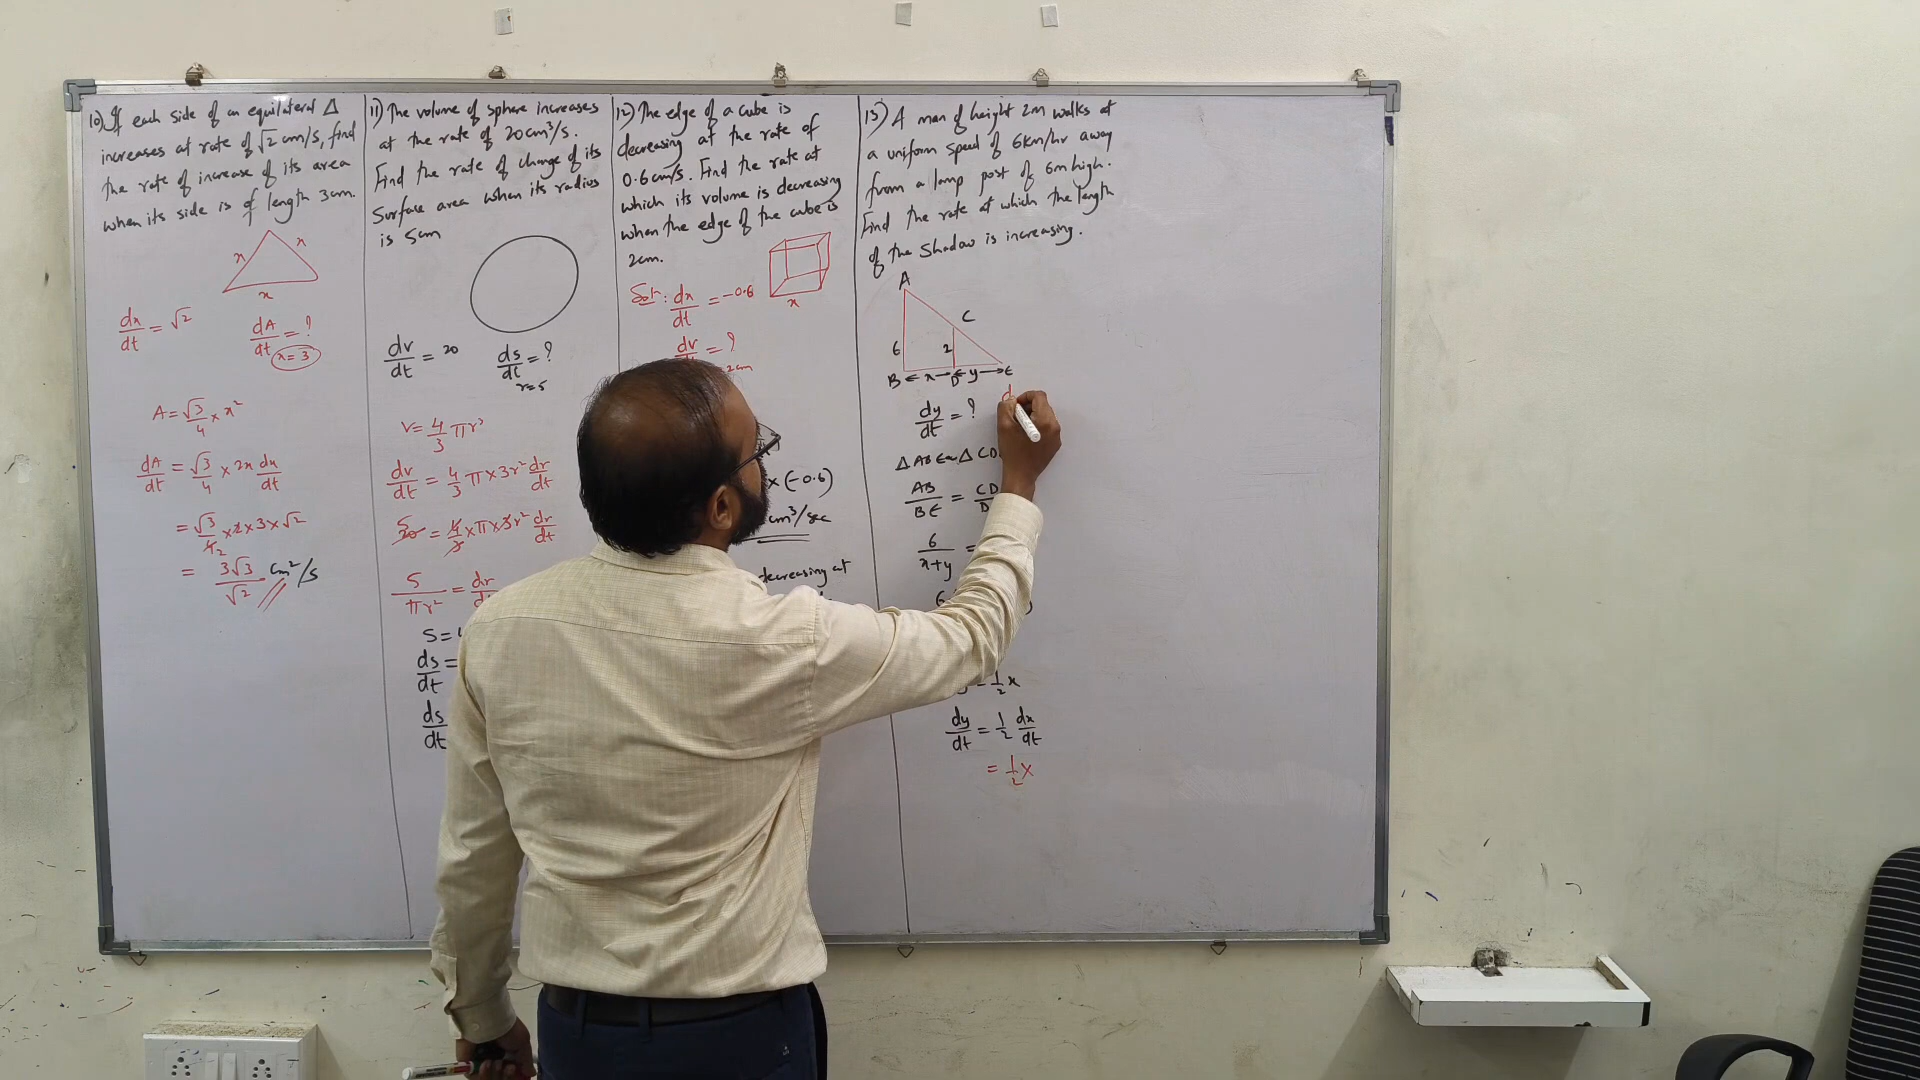 10) If each side of an equilateral Δ
increases at rate of √2 cm/s, find
the rate of increase of its area
when its side is of length 3cm.
x x
x
dx/dt = √2
dA/dt = ?
x=3
A = √3/4 × x²
dA/dt = √3/4 × 2x dx/dt
= √3/4 2 × 2 × 3 × √2
= 3√3/√2 cm²/s
11) The volume of sphere increases
at the rate of 20 cm³/s.
Find the rate of change of its
surface area when its radius
is 5cm
dv/dt = 20
ds/dt = ?
r=5
V = 4/3 πr³
dv/dt = 4/3 π × 3r² dr/dt
5 20 = 4/3 × π × 3r² dr/dt
5/πr² = dr
S =
ds/dt =
ds/dt
12) The edge of a cube is
decreasing at the rate of
0.6 cm/s. Find the rate at
which its volume is decreasing
when the edge of the cube is
2cm.
Sol: dx/dt = -0.6
x
dv = ?
2cm
× (-0.6)
cm³/sec
decreasing at
13) A man of height 2m walks at
a uniform speed of 6km/hr away
from a lamp post of 6m high.
Find the rate at which the length
of the Shadow is increasing.
A
C
6 2
B ← x → D ← y → E
dy/dt = ?
d
Δ ABE ~ Δ CD
AB/BE = CD/D
6/x+y =
6
= 1/2 x
dy/dt = 1/2 dx/dt
= 1/2 ×